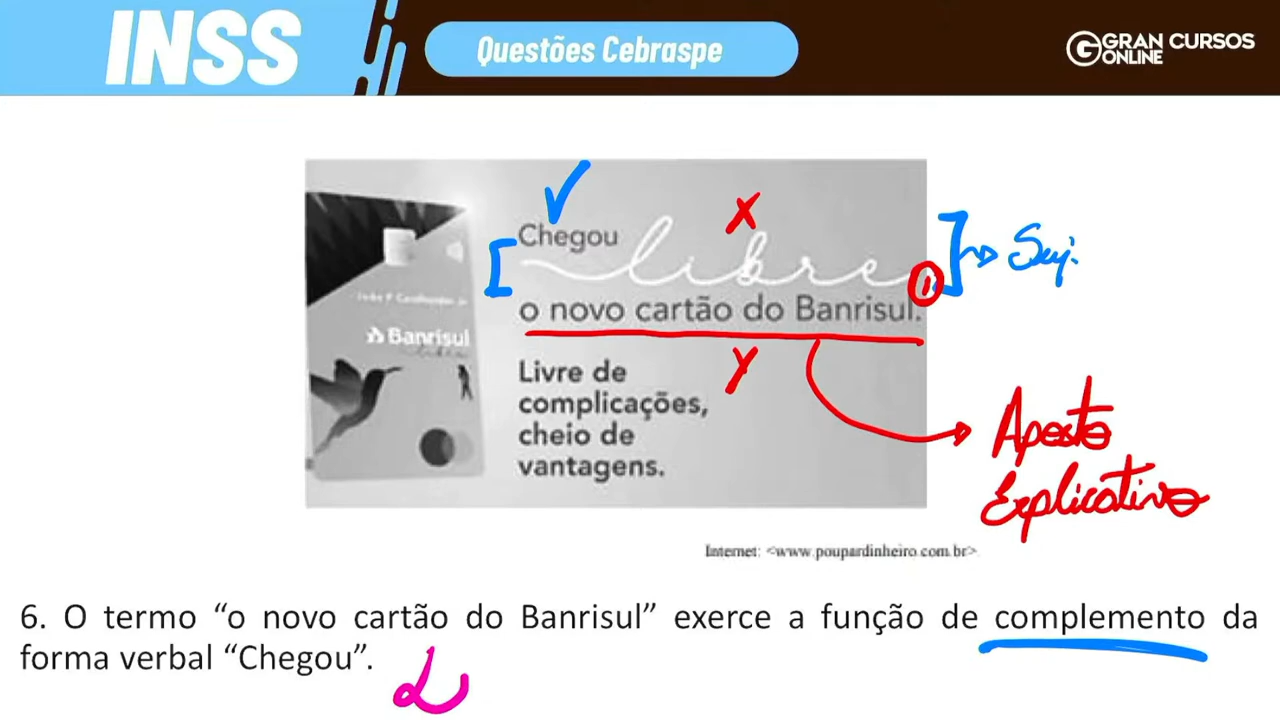 INSS
Questões Cebraspe
GRAN CURSOS
ONLINE
Chegou
libre
o novo cartão do Banrisul.
Suj.
Banrisul
libre
Livre de
complicações,
cheio de
vantagens.
Aposto
Explicativo
Internet: <www.poupardinheiro.com.br>
6. O termo “o novo cartão do Banrisul” exerce a função de complemento da
forma verbal “Chegou”.